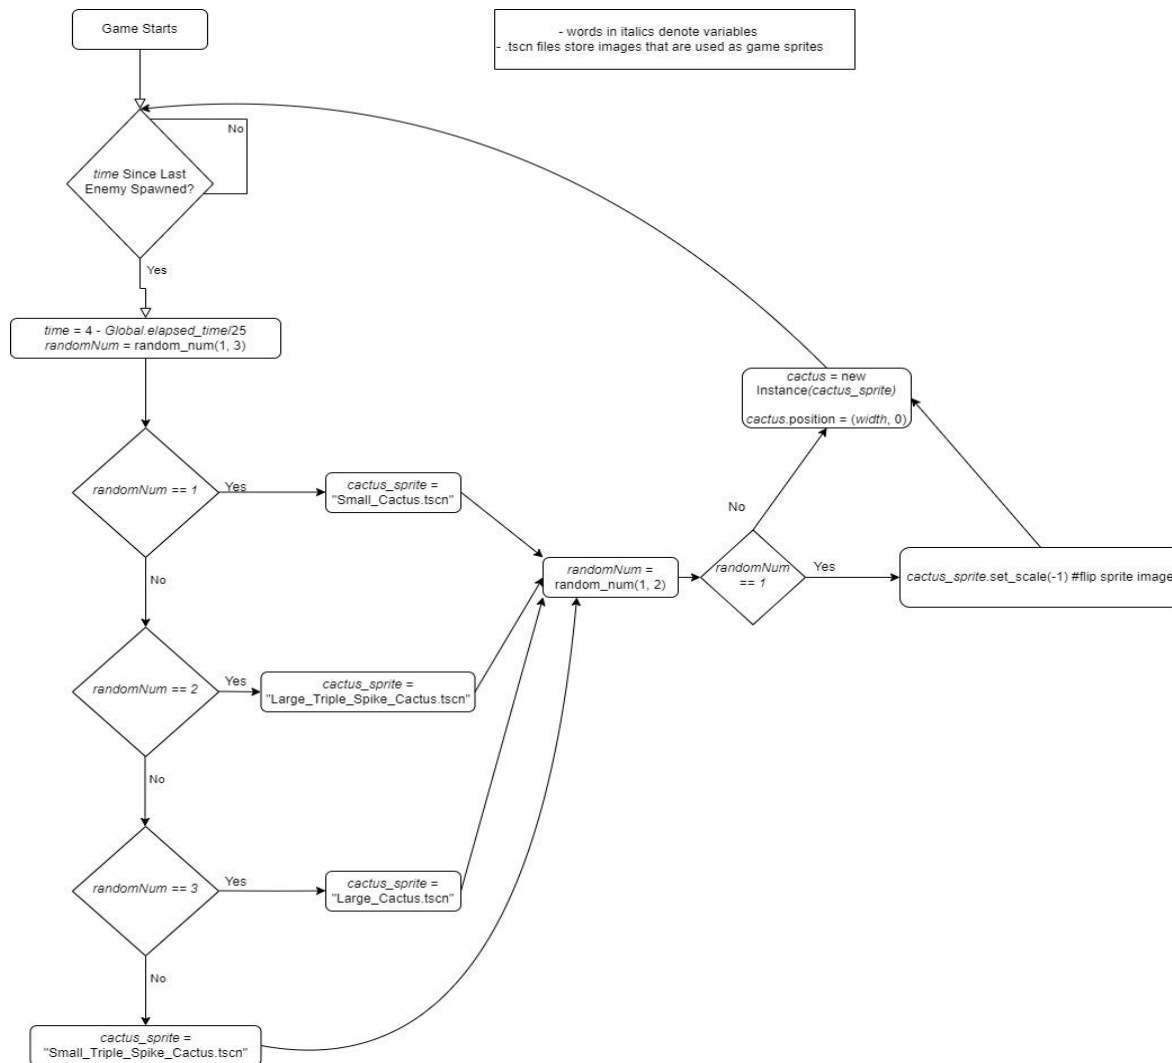 Game Starts
- words in italics denote variables
- .tscn files store images that are used as game sprites
No
time Since Last
Enemy Spawned?
Yes
time = 4 - Global.elapsed_time/25
randomNum = random_num(1, 3)
cactus = new
Instance(cactus_sprite)
cactus.position = (width, 0)
randomNum == 1
Yes
cactus_sprite =
"Small_Cactus.tscn"
No
No
randomNum =
random_num(1, 2)
randomNum
== 1
Yes
cactus_sprite.set_scale(-1) #flip sprite image
randomNum == 2
Yes
cactus_sprite =
"Large_Triple_Spike_Cactus.tscn"
No
randomNum == 3
Yes
cactus_sprite =
"Large_Cactus.tscn"
No
cactus_sprite =
"Small_Triple_Spike_Cactus.tscn"